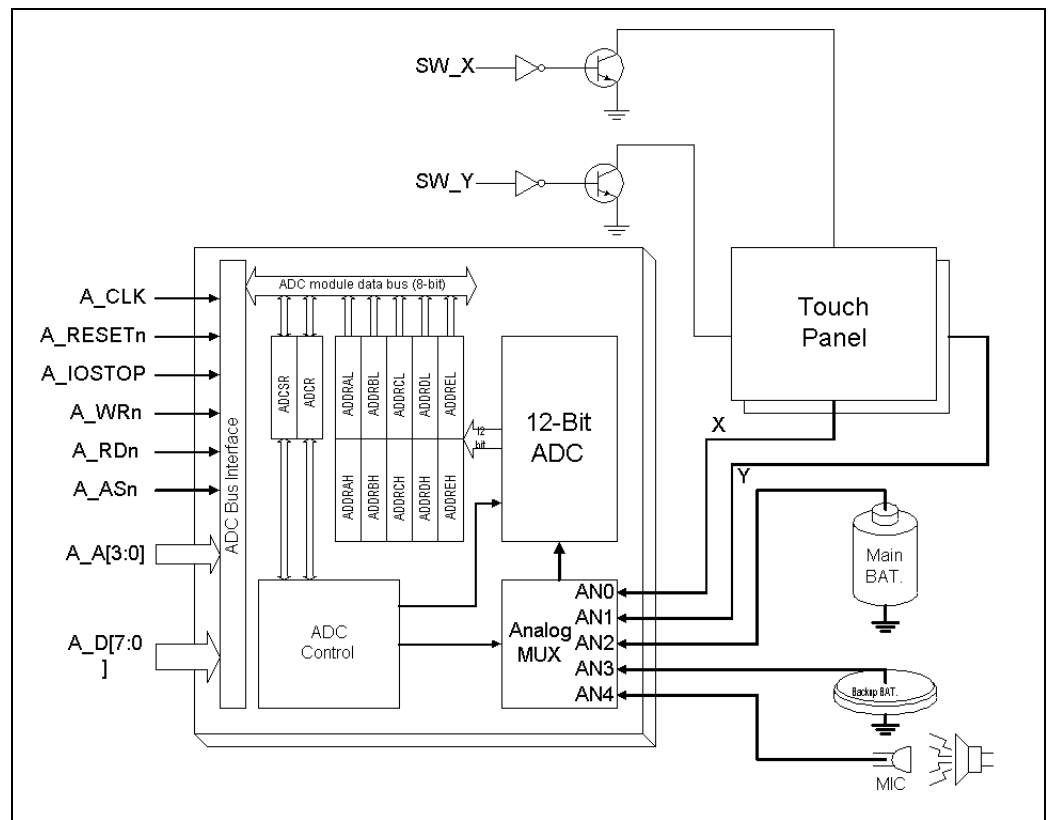 SW_X
SW_Y
ADC module data bus (8-bit)
A_CLK
A_RESETn
A_IOSTOP
A_WRn
A_RDn
A_ASn
A_A[3:0]
A_D[7:0
]
ADC Bus Interface
ADCSR
ADCR
ADDRAL
ADDRBL
ADDRCL
ADDRDL
ADDREL
ADDRAH
ADDRBH
ADDRCH
ADDRDH
ADDREH
12
bit
12-Bit
ADC
ADC
Control
Analog
MUX
AN0
AN1
AN2
AN3
AN4
Touch
Panel
X
Y
Main
BAT.
Backup BAT.
MIC